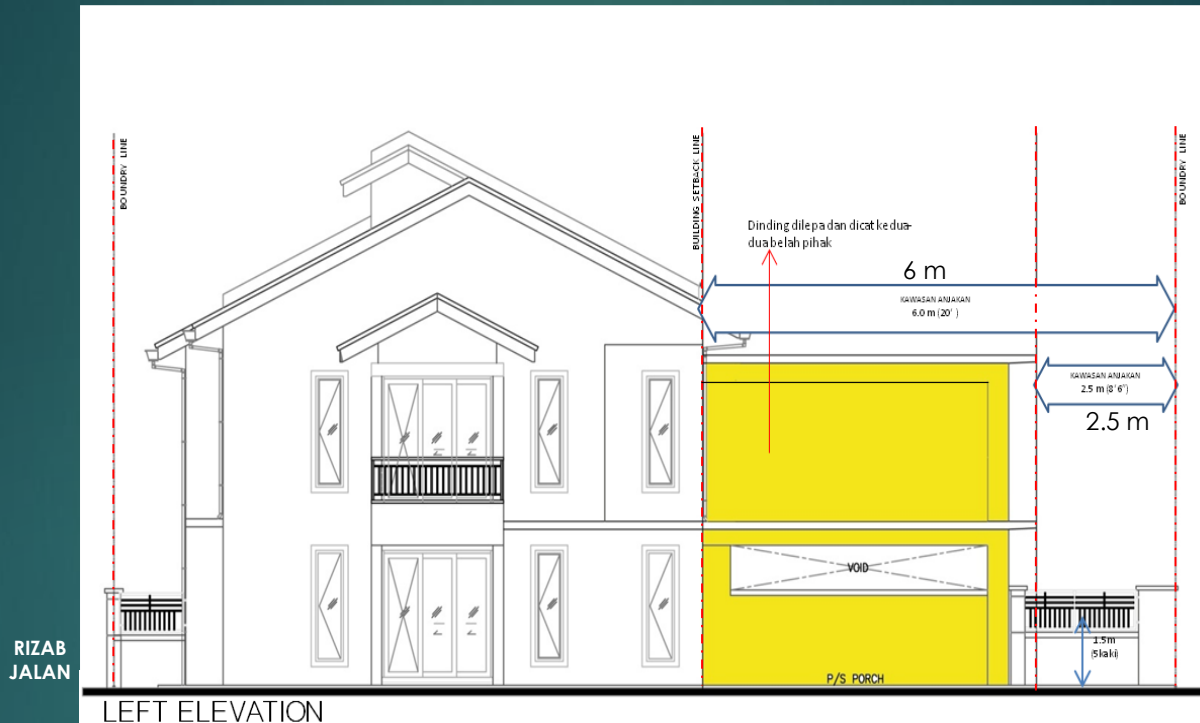 BOUNDRY LINE
BUILDING SETBACK LINE
BOUNDRY LINE
Dinding dilepa dan dicat kedua-
dua belah pihak
6 m
KAWASAN ANJAKAN
6.0 m (20' )
KAWASAN ANJAKAN
2.5 m (8'6")
2.5 m
VOID
1.5m
(5kaki)
P/S PORCH
RIZAB
JALAN
LEFT ELEVATION